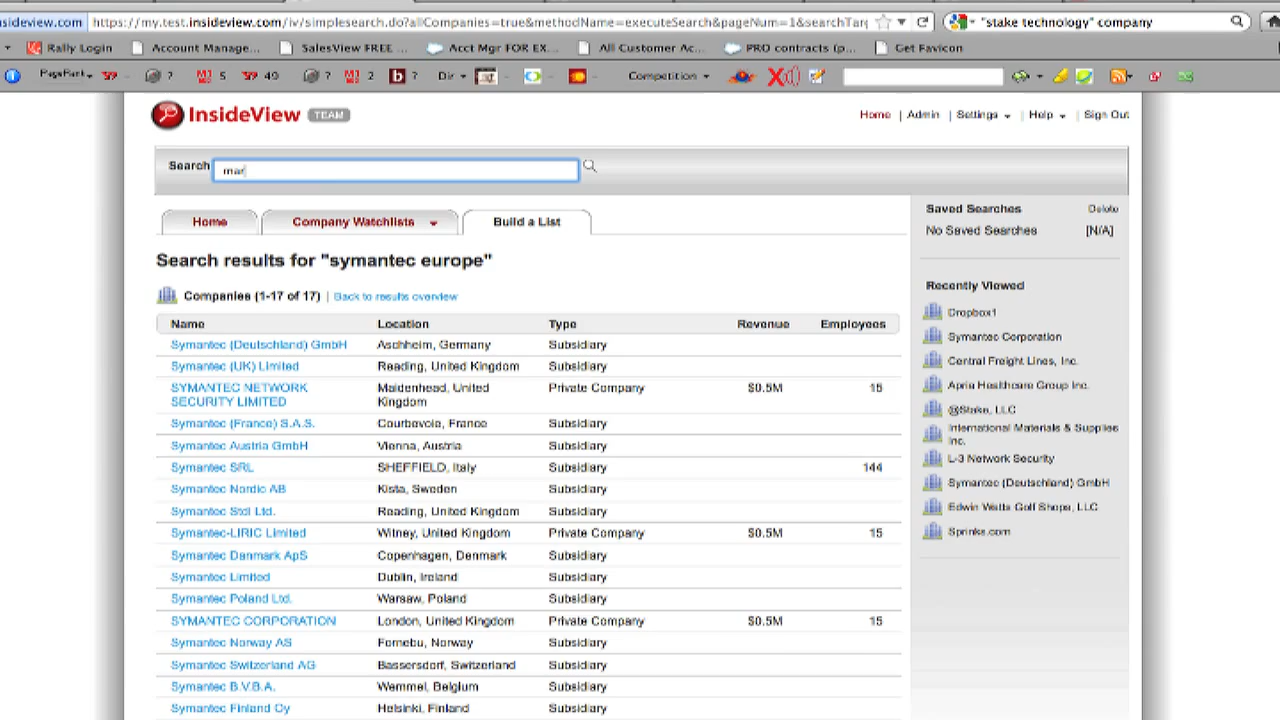 insideview.com https://my.test.insideview.com/iv/simplesearch.do?allCompanies=true&methodName=executeSearch&pageNum=1&searchTar "stake technology" company
Rally Login Account Manage... SalesView FREE ... Acct Mgr FOR EX... All Customer Ac... PRO contracts (p... Get Favicon
PageRank ? 5 49 ? 2 ? Dir Competition
InsideView TEAM Home | Admin | Settings | Help | Sign Out
Search mar
Home Company Watchlists Build a List
Search results for "symantec europe"
Companies (1-17 of 17) | Back to results overview
Name Location Type Revenue Employees
Symantec (Deutschland) GmbH Aschheim, Germany Subsidiary
Symantec (UK) Limited Reading, United Kingdom Subsidiary
SYMANTEC NETWORK Maidenhead, United Private Company $0.5M 15
SECURITY LIMITED Kingdom
Symantec (France) S.A.S. Courbevoie, France Subsidiary
Symantec Austria GmbH Vienna, Austria Subsidiary
Symantec SRL SHEFFIELD, Italy Subsidiary 144
Symantec Nordic AB Kista, Sweden Subsidiary
Symantec Stdi Ltd. Reading, United Kingdom Subsidiary
Symantec-LIRIC Limited Witney, United Kingdom Private Company $0.5M 15
Symantec Danmark ApS Copenhagen, Denmark Subsidiary
Symantec Limited Dublin, Ireland Subsidiary
Symantec Poland Ltd. Warsaw, Poland Subsidiary
SYMANTEC CORPORATION London, United Kingdom Private Company $0.5M 15
Symantec Norway AS Fornebu, Norway Subsidiary
Symantec Switzerland AG Bassersdorf, Switzerland Subsidiary
Symantec B.V.B.A. Wemmel, Belgium Subsidiary
Symantec Finland Oy Helsinki, Finland Subsidiary
Saved Searches Delete
No Saved Searches [N/A]
Recently Viewed
Dropbox1
Symantec Corporation
Central Freight Lines, Inc.
Apria Healthcare Group Inc.
@Stake, LLC
International Materials & Supplies
Inc.
L-3 Network Security
Symantec (Deutschland) GmbH
Edwin Watts Golf Shops, LLC
Sprinks.com